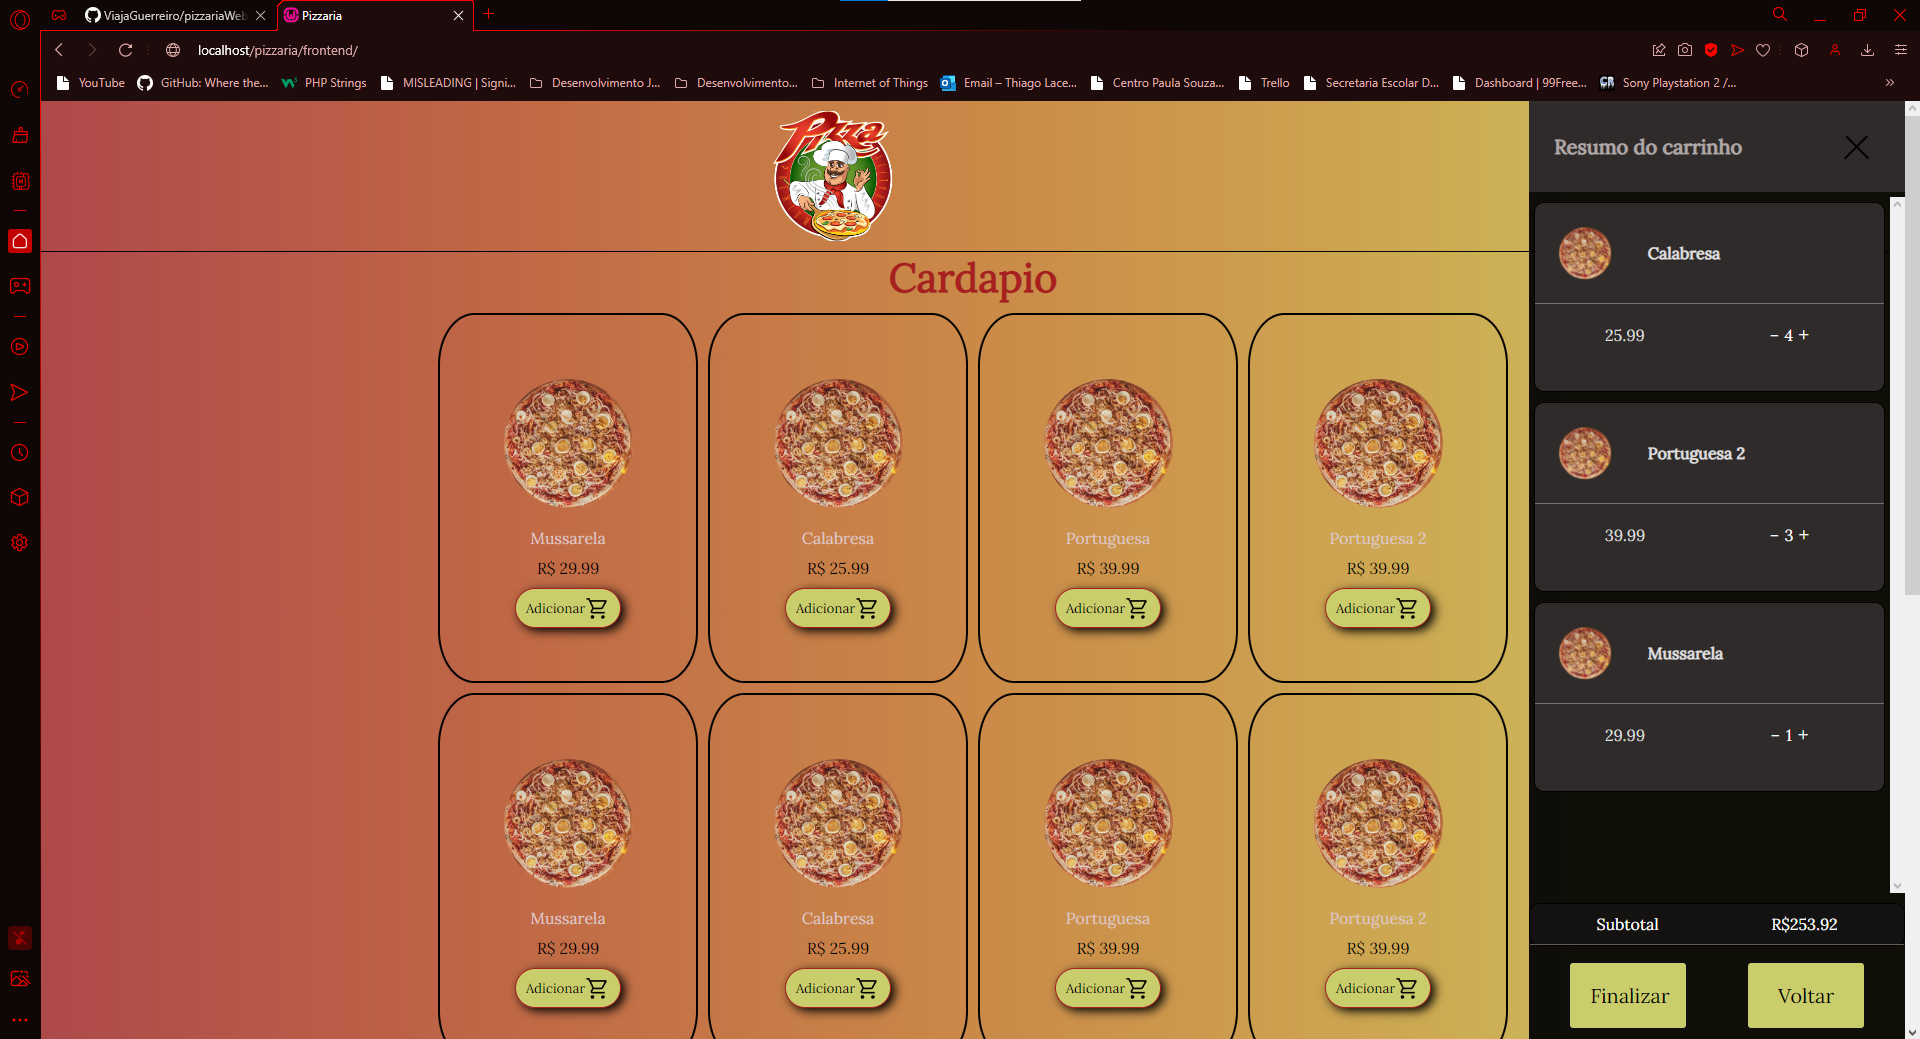 ViajaGuerreiro/pizzariaWeb
Pizzaria
localhost/pizzaria/frontend/
YouTube
GitHub: Where the...
PHP Strings
MISLEADING | Signi...
Desenvolvimento J...
Desenvolvimento...
Internet of Things
Email – Thiago Lace...
Centro Paula Souza...
Trello
Secretaria Escolar D...
Dashboard | 99Free...
Sony Playstation 2 /...
Pizza
Cardapio
Mussarela
R$ 29.99
Adicionar
Calabresa
R$ 25.99
Adicionar
Portuguesa
R$ 39.99
Adicionar
Portuguesa 2
R$ 39.99
Adicionar
Mussarela
R$ 29.99
Adicionar
Calabresa
R$ 25.99
Adicionar
Portuguesa
R$ 39.99
Adicionar
Portuguesa 2
R$ 39.99
Adicionar
Resumo do carrinho
Calabresa
25.99
– 4 +
Portuguesa 2
39.99
– 3 +
Mussarela
29.99
– 1 +
Subtotal
R$253.92
Finalizar
Voltar